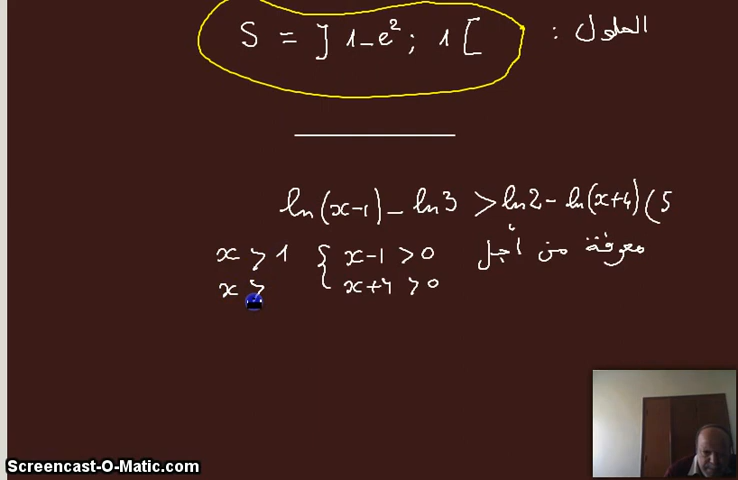 الحلول : S = ] 1-e² ; 1 [
5) ln(x-1) - ln3 > ln2 - ln(x+4)
معرفة من أجل { x-1 > 0 x > 1
x+4 > 0 x >
Screencast-O-Matic.com